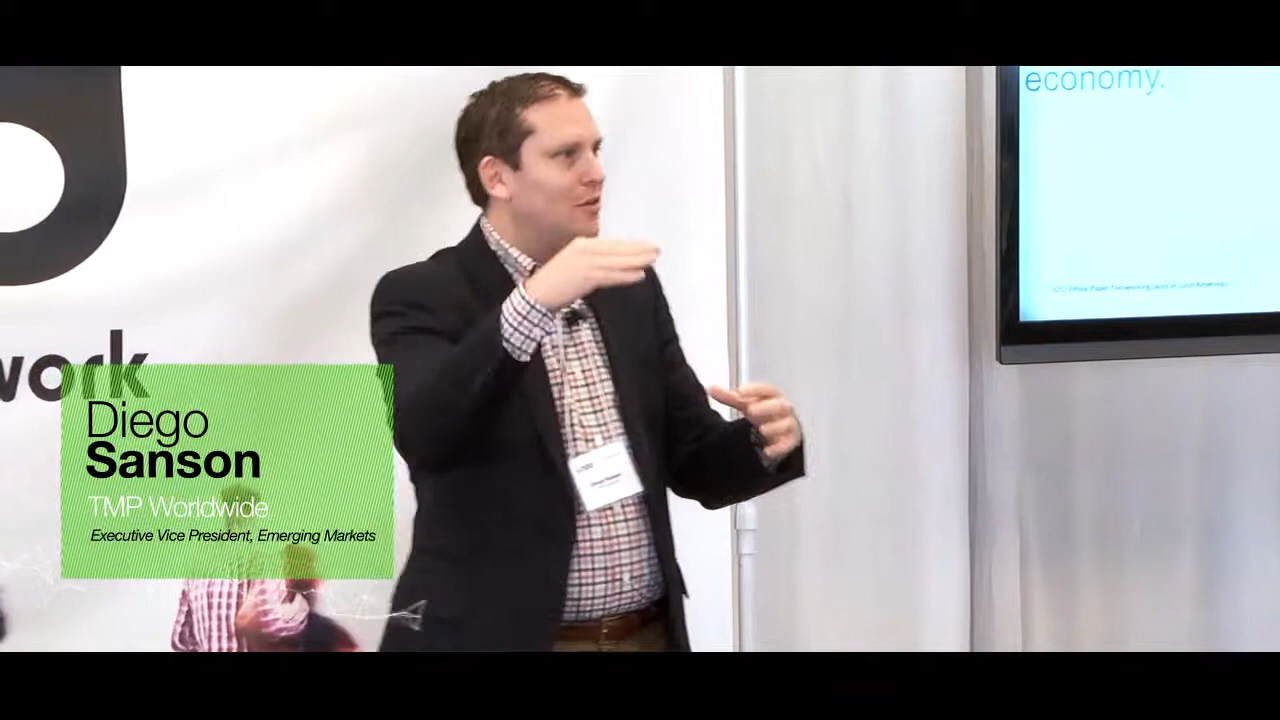 economy.
work
Diego
Sanson
TMP Worldwide
Executive Vice President, Emerging Markets